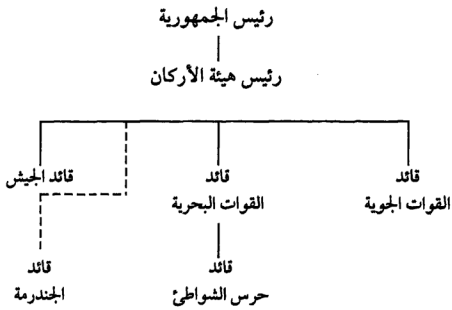 رئيس الجمهورية
رئيس هيئة الأركان
قائد الجيش
قائد
القوات البحرية
قائد
القوات الجوية
قائد
الجندرمة
قائد
حرس الشواطئ